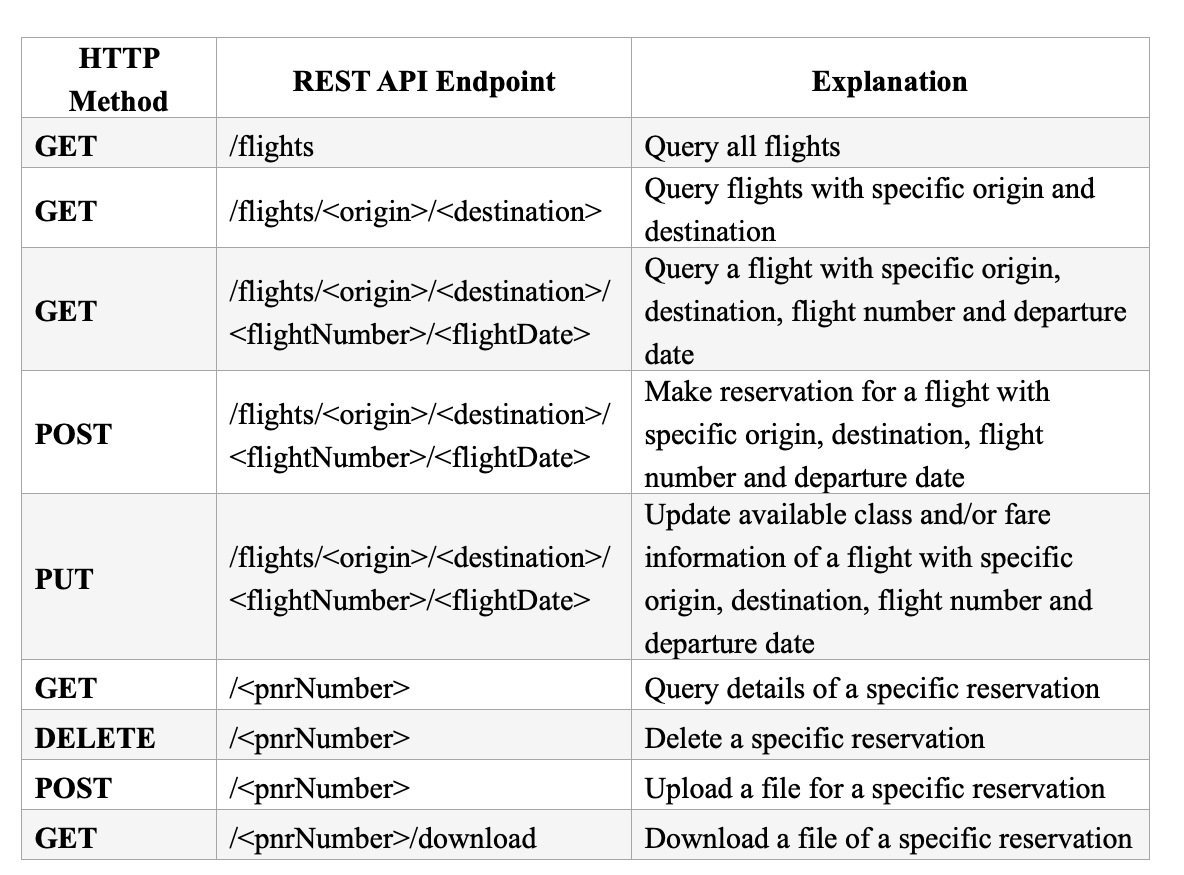 HTTP
Method
REST API Endpoint
Explanation
GET
/flights
Query all flights
GET
/flights/<origin>/<destination>
Query flights with specific origin and
destination
GET
/flights/<origin>/<destination>/
<flightNumber>/<flightDate>
Query a flight with specific origin,
destination, flight number and departure
date
POST
/flights/<origin>/<destination>/
<flightNumber>/<flightDate>
Make reservation for a flight with
specific origin, destination, flight
number and departure date
PUT
/flights/<origin>/<destination>/
<flightNumber>/<flightDate>
Update available class and/or fare
information of a flight with specific
origin, destination, flight number and
departure date
GET
/<pnrNumber>
Query details of a specific reservation
DELETE
/<pnrNumber>
Delete a specific reservation
POST
/<pnrNumber>
Upload a file for a specific reservation
GET
/<pnrNumber>/download
Download a file of a specific reservation